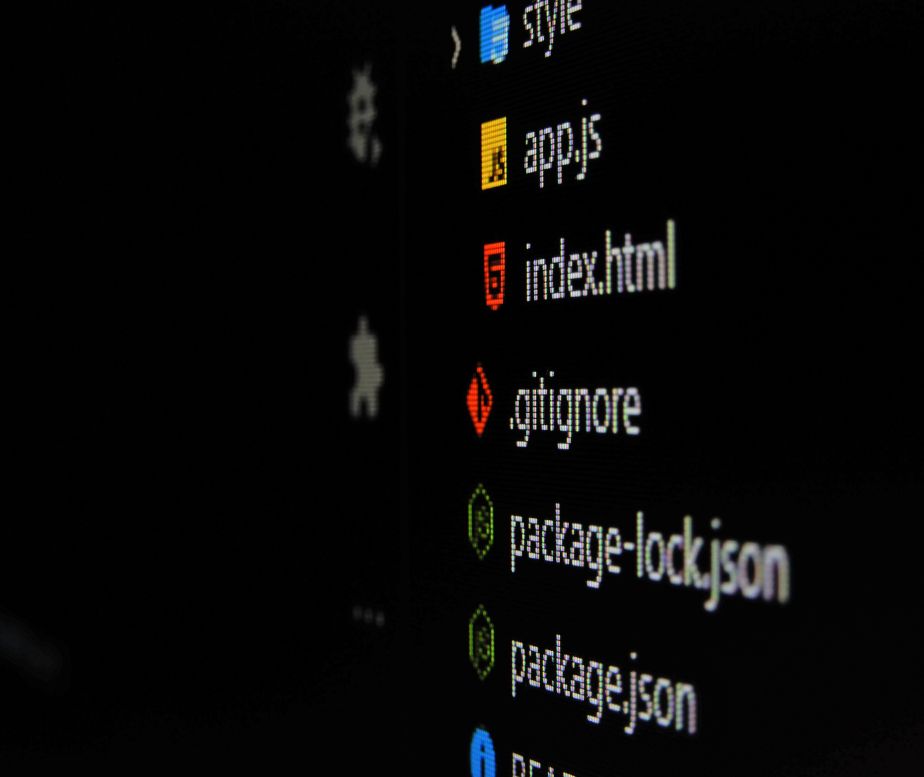 style
app.js
index.html
.gitignore
package-lock.json
package.json